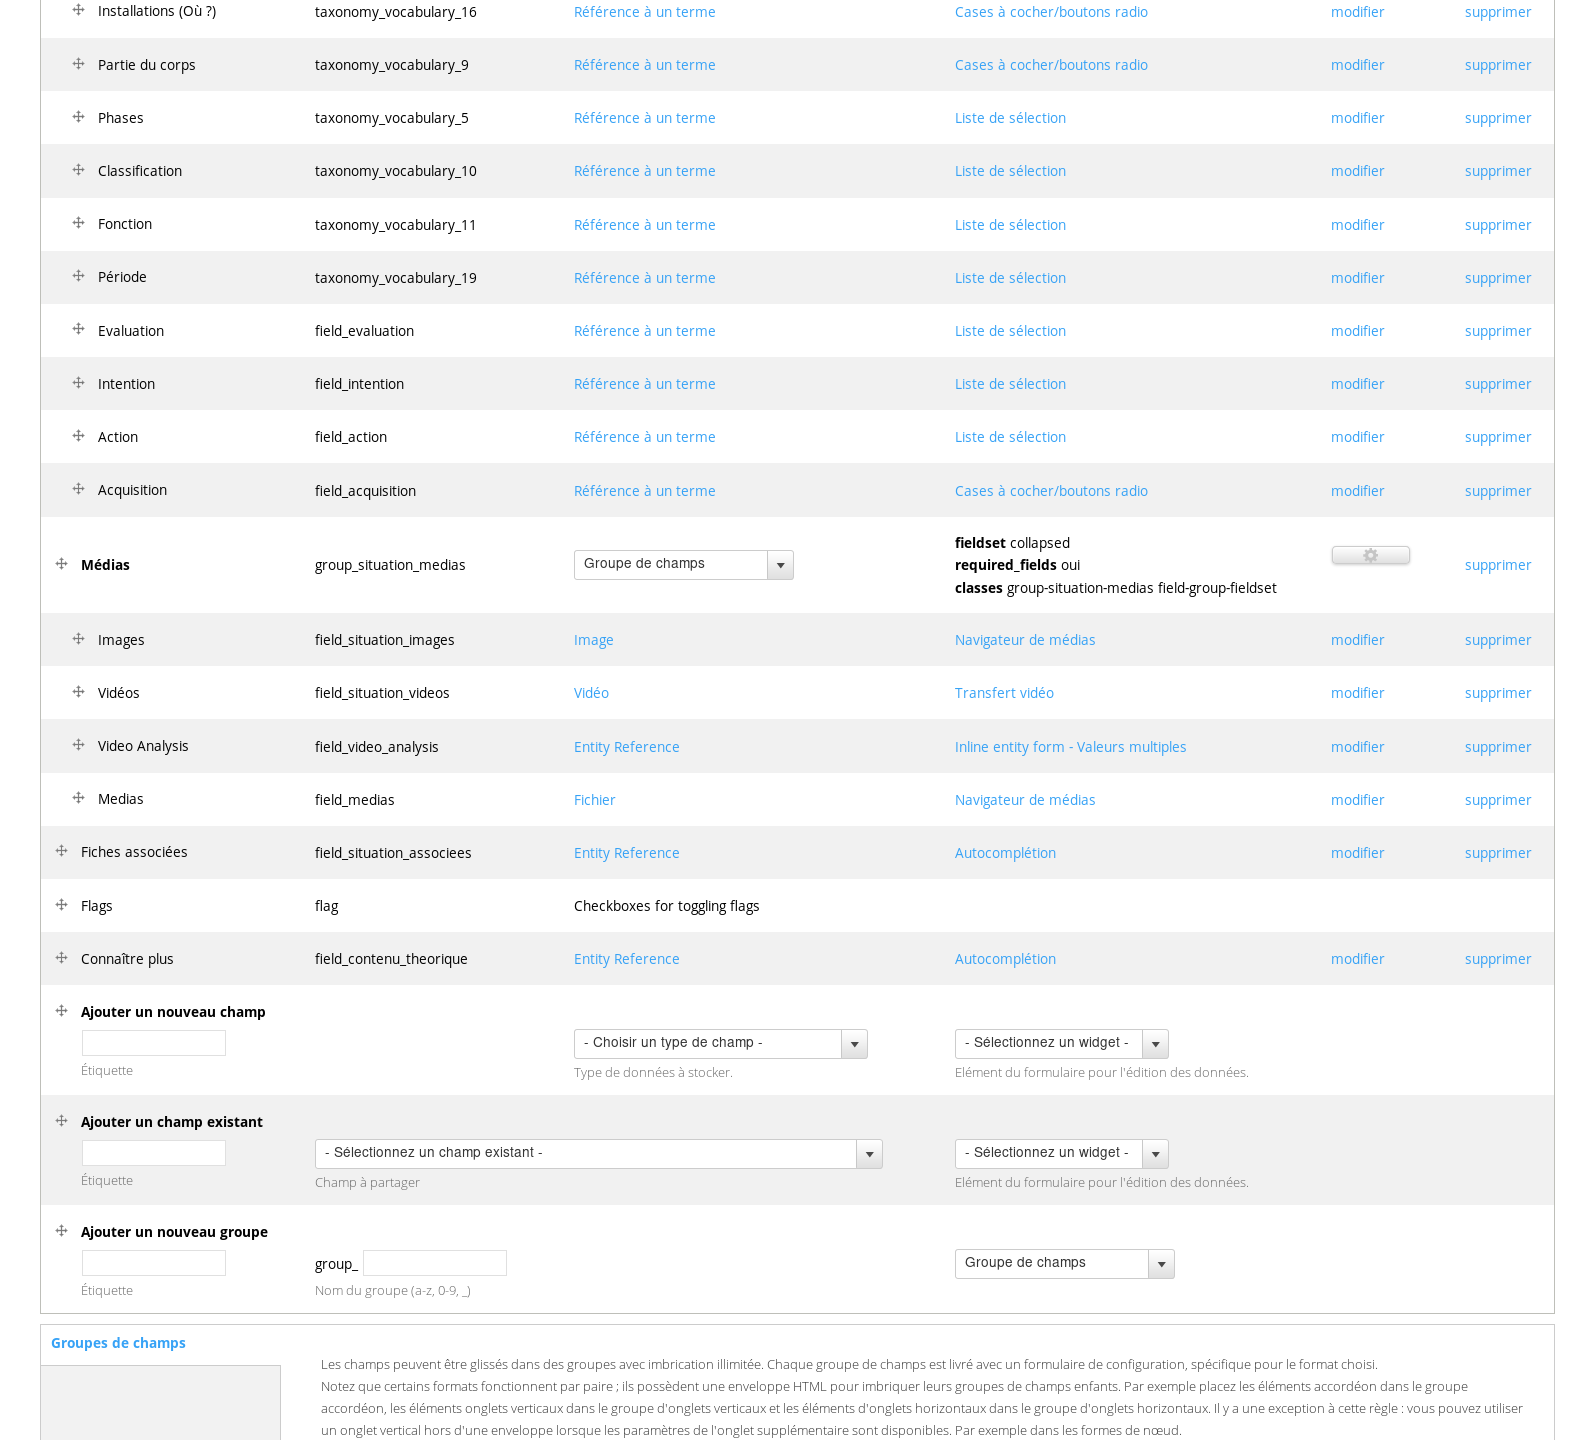 Installations (Où ?) taxonomy_vocabulary_16 Référence à un terme Cases à cocher/boutons radio modifier supprimer
Partie du corps taxonomy_vocabulary_9 Référence à un terme Cases à cocher/boutons radio modifier supprimer
Phases taxonomy_vocabulary_5 Référence à un terme Liste de sélection modifier supprimer
Classification taxonomy_vocabulary_10 Référence à un terme Liste de sélection modifier supprimer
Fonction taxonomy_vocabulary_11 Référence à un terme Liste de sélection modifier supprimer
Période taxonomy_vocabulary_19 Référence à un terme Liste de sélection modifier supprimer
Evaluation field_evaluation Référence à un terme Liste de sélection modifier supprimer
Intention field_intention Référence à un terme Liste de sélection modifier supprimer
Action field_action Référence à un terme Liste de sélection modifier supprimer
Acquisition field_acquisition Référence à un terme Cases à cocher/boutons radio modifier supprimer
fieldset collapsed
Médias group_situation_medias Groupe de champs required_fields oui supprimer
classes group-situation-medias field-group-fieldset
Images field_situation_images Image Navigateur de médias modifier supprimer
Vidéos field_situation_videos Vidéo Transfert vidéo modifier supprimer
Video Analysis field_video_analysis Entity Reference Inline entity form - Valeurs multiples modifier supprimer
Medias field_medias Fichier Navigateur de médias modifier supprimer
Fiches associées field_situation_associees Entity Reference Autocomplétion modifier supprimer
Flags flag Checkboxes for toggling flags
Connaître plus field_contenu_theorique Entity Reference Autocomplétion modifier supprimer
Ajouter un nouveau champ
- Choisir un type de champ - - Sélectionnez un widget -
Étiquette Type de données à stocker. Elément du formulaire pour l'édition des données.
Ajouter un champ existant
- Sélectionnez un champ existant - - Sélectionnez un widget -
Étiquette Champ à partager Elément du formulaire pour l'édition des données.
Ajouter un nouveau groupe
group_ Groupe de champs
Étiquette Nom du groupe (a-z, 0-9, _)
Groupes de champs
Les champs peuvent être glissés dans des groupes avec imbrication illimitée. Chaque groupe de champs est livré avec un formulaire de configuration, spécifique pour le format choisi.
Notez que certains formats fonctionnent par paire ; ils possèdent une enveloppe HTML pour imbriquer leurs groupes de champs enfants. Par exemple placez les éléments accordéon dans le groupe
accordéon, les éléments onglets verticaux dans le groupe d'onglets verticaux et les éléments d'onglets horizontaux dans le groupe d'onglets horizontaux. Il y a une exception à cette règle : vous pouvez utiliser
un onglet vertical hors d'une enveloppe lorsque les paramètres de l'onglet supplémentaire sont disponibles. Par exemple dans les formes de nœud.